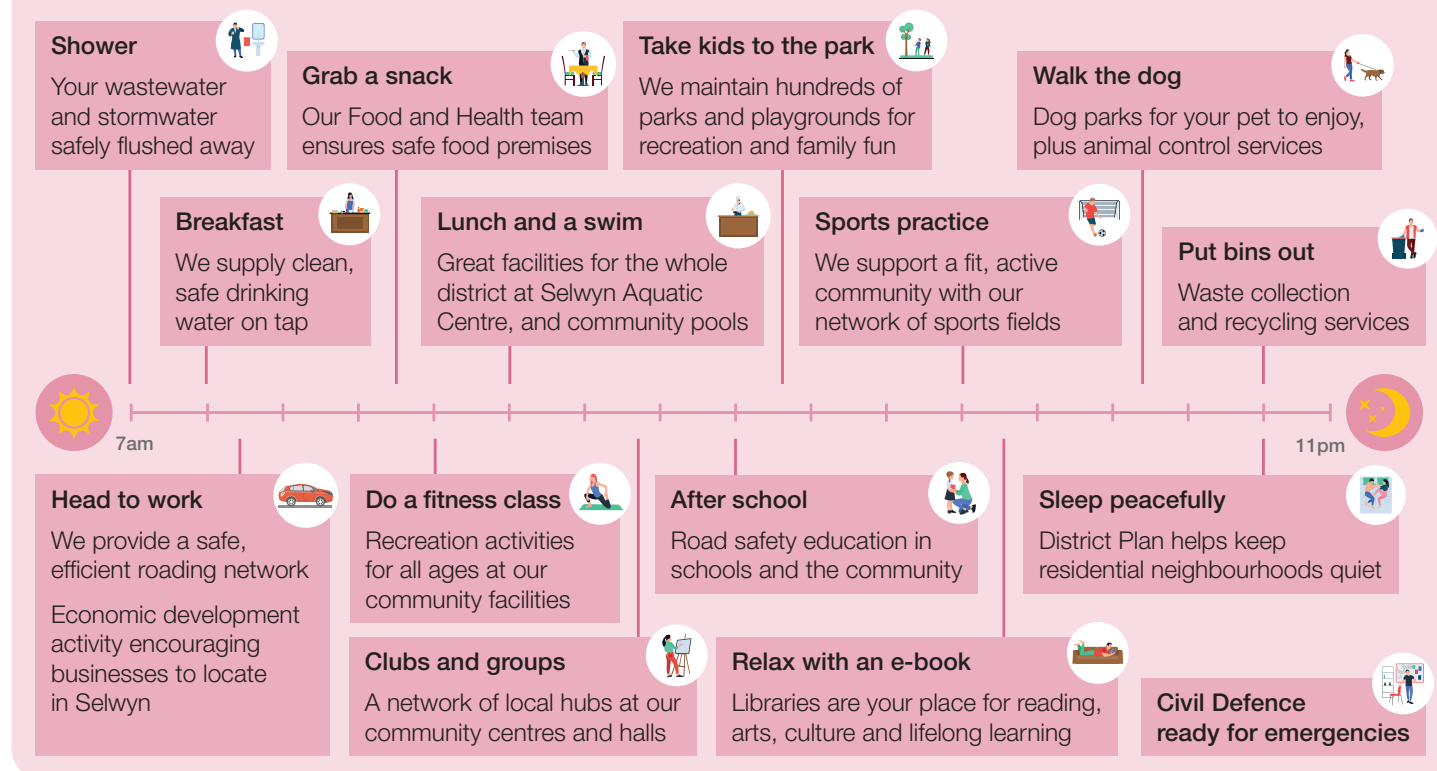 Shower
Your wastewater
and stormwater
safely flushed away
Grab a snack
Our Food and Health team
ensures safe food premises
Take kids to the park
We maintain hundreds of
parks and playgrounds for
recreation and family fun
Walk the dog
Dog parks for your pet to enjoy,
plus animal control services
Breakfast
We supply clean,
safe drinking
water on tap
Lunch and a swim
Great facilities for the whole
district at Selwyn Aquatic
Centre, and community pools
Sports practice
We support a fit, active
community with our
network of sports fields
Put bins out
Waste collection
and recycling services
7am
11pm
Head to work
We provide a safe,
efficient roading network
Economic development
activity encouraging
businesses to locate
in Selwyn
Do a fitness class
Recreation activities
for all ages at our
community facilities
After school
Road safety education in
schools and the community
Sleep peacefully
District Plan helps keep
residential neighbourhoods quiet
Clubs and groups
A network of local hubs at our
community centres and halls
Relax with an e-book
Libraries are your place for reading,
arts, culture and lifelong learning
Civil Defence
ready for emergencies